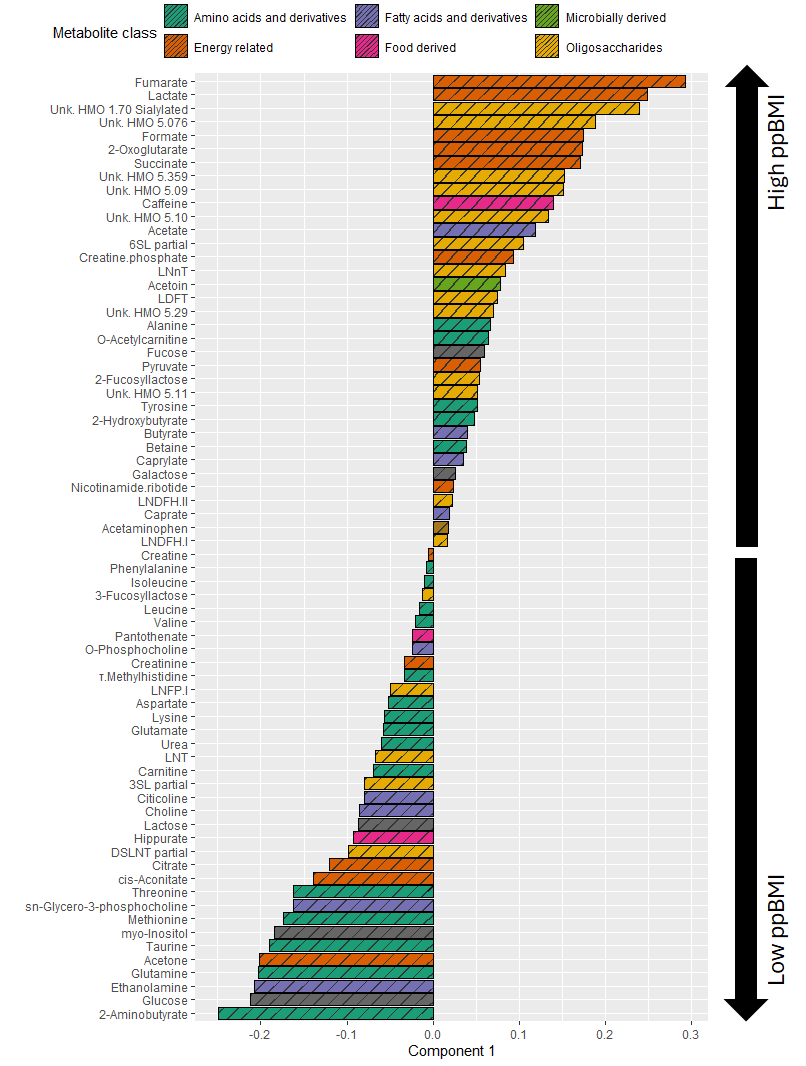 Metabolite class
Amino acids and derivatives
Fatty acids and derivatives
Microbially derived
Energy related
Food derived
Oligosaccharides
Fumarate
Lactate
Unk. HMO 1.70 Sialylated
Unk. HMO 5.076
Formate
2-Oxoglutarate
Succinate
Unk. HMO 5.359
Unk. HMO 5.09
Caffeine
Unk. HMO 5.10
Acetate
6SL partial
Creatine.phosphate
LNnT
Acetoin
LDFT
Unk. HMO 5.29
Alanine
O-Acetylcarnitine
Fucose
Pyruvate
2-Fucosyllactose
Unk. HMO 5.11
Tyrosine
2-Hydroxybutyrate
Butyrate
Betaine
Caprylate
Galactose
Nicotinamide.ribotide
LNDFH.II
Caprate
Acetaminophen
LNDFH.I
Creatine
Phenylalanine
Isoleucine
3-Fucosyllactose
Leucine
Valine
Pantothenate
O-Phosphocholine
Creatinine
τ.Methylhistidine
LNFP.I
Aspartate
Lysine
Glutamate
Urea
LNT
Carnitine
3SL partial
Citicoline
Choline
Lactose
Hippurate
DSLNT partial
Citrate
cis-Aconitate
Threonine
sn-Glycero-3-phosphocholine
Methionine
myo-Inositol
Taurine
Acetone
Glutamine
Ethanolamine
Glucose
2-Aminobutyrate
-0.2
-0.1
0.0
0.1
0.2
0.3
Component 1
High ppBMI
Low ppBMI